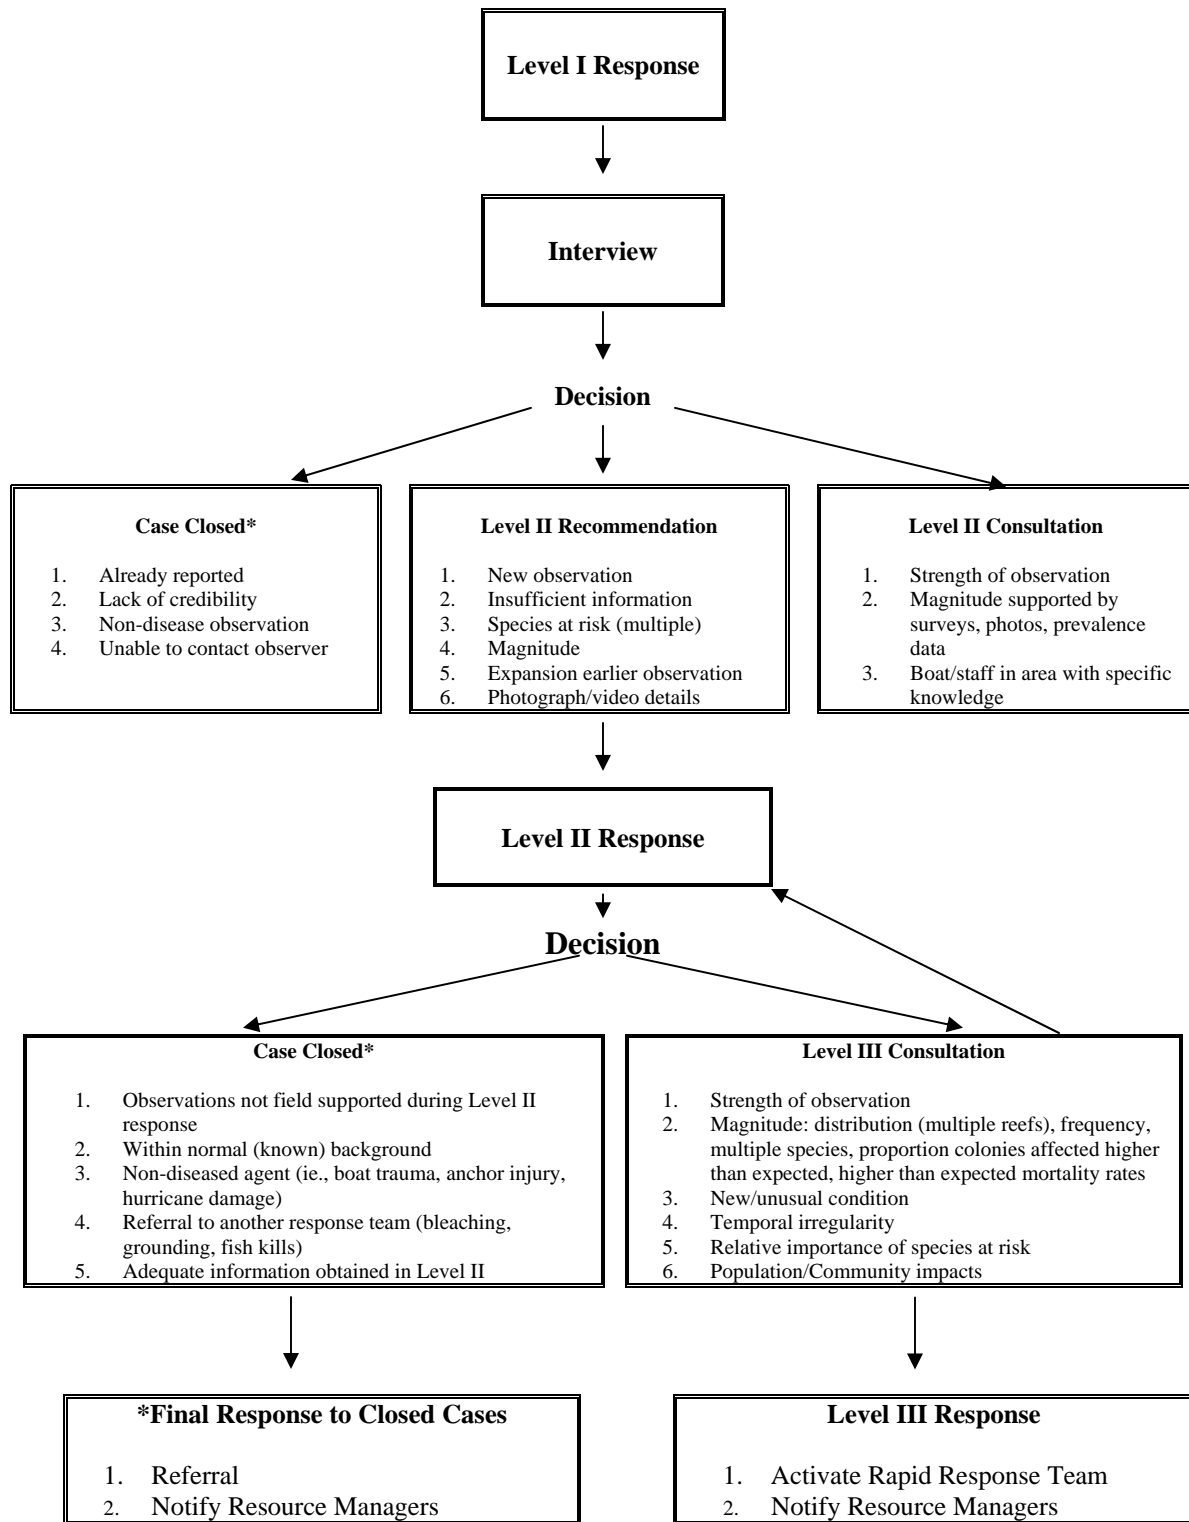 Level I Response
Interview
Decision
Case Closed*
1. Already reported
2. Lack of credibility
3. Non-disease observation
4. Unable to contact observer
Level II Recommendation
1. New observation
2. Insufficient information
3. Species at risk (multiple)
4. Magnitude
5. Expansion earlier observation
6. Photograph/video details
Level II Consultation
1. Strength of observation
2. Magnitude supported by
surveys, photos, prevalence
data
3. Boat/staff in area with specific
knowledge
Level II Response
Decision
Case Closed*
1. Observations not field supported during Level II
response
2. Within normal (known) background
3. Non-diseased agent (ie., boat trauma, anchor injury,
hurricane damage)
4. Referral to another response team (bleaching,
grounding, fish kills)
5. Adequate information obtained in Level II
Level III Consultation
1. Strength of observation
2. Magnitude: distribution (multiple reefs), frequency,
multiple species, proportion colonies affected higher
than expected, higher than expected mortality rates
3. New/unusual condition
4. Temporal irregularity
5. Relative importance of species at risk
6. Population/Community impacts
*Final Response to Closed Cases
1. Referral
2. Notify Resource Managers
Level III Response
1. Activate Rapid Response Team
2. Notify Resource Managers